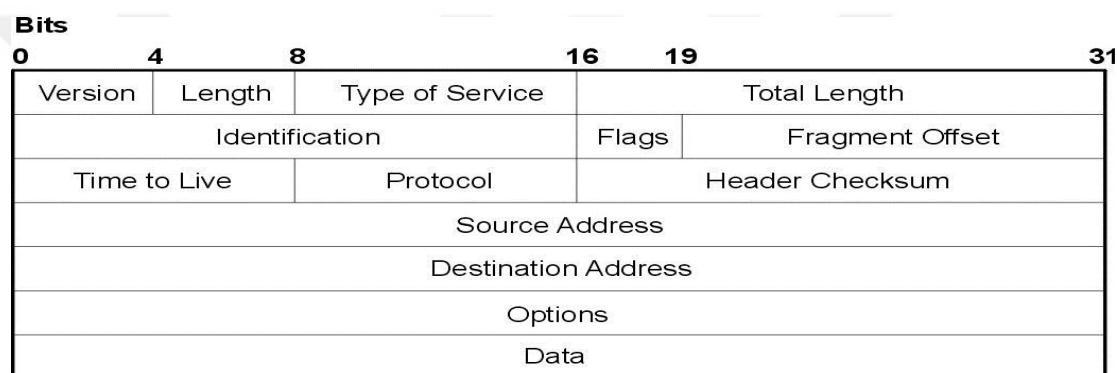 Bits
0 4 8 16 19 31
Version Length Type of Service Total Length
Identification Flags Fragment Offset
Time to Live Protocol Header Checksum
Source Address
Destination Address
Options
Data